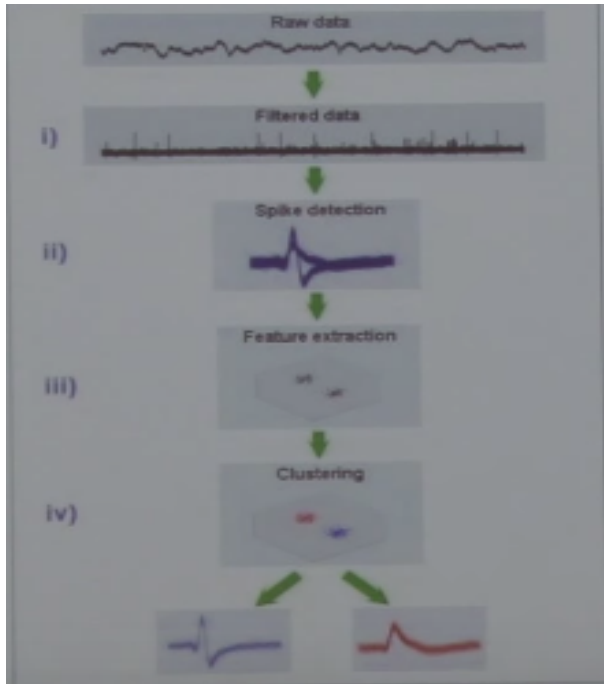 Raw data
Filtered data
i)
Spike detection
ii)
Feature extraction
iii)
Clustering
iv)